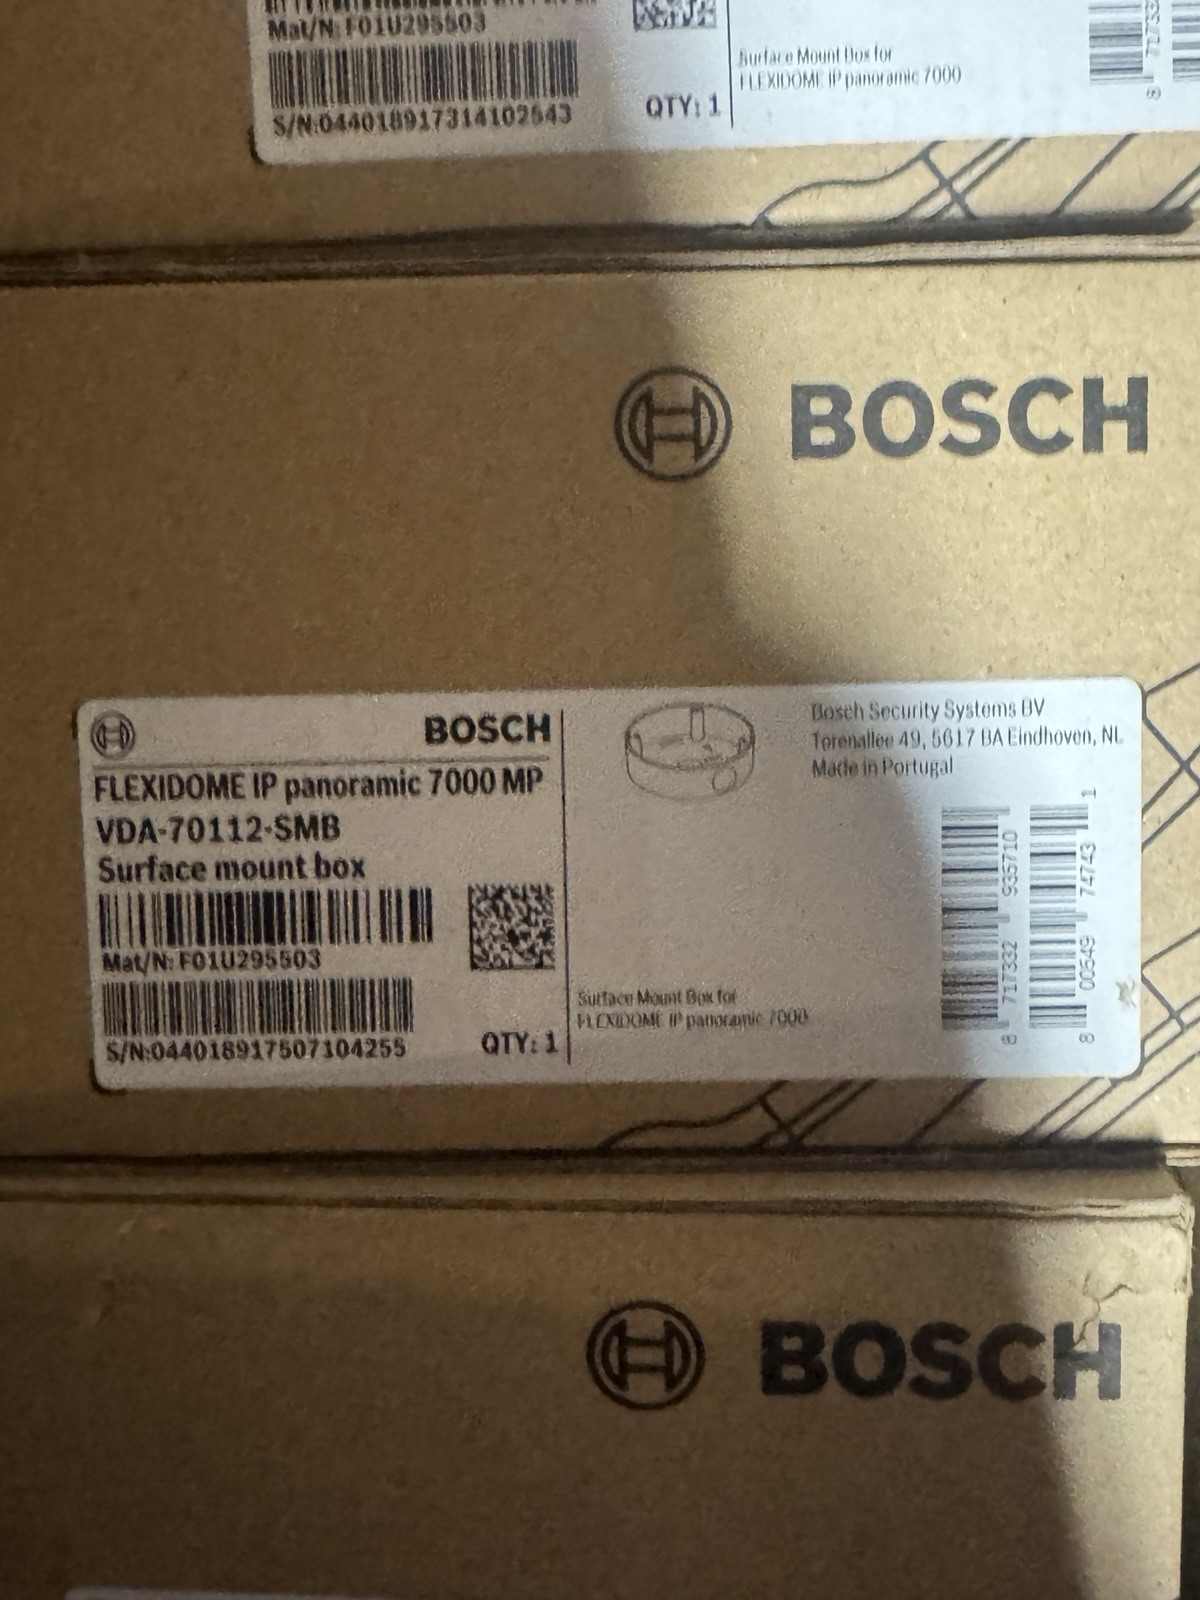 Mat/N: F01U295503
S/N:044018917314102543
QTY: 1
Surface Mount Box for
FLEXIDOME IP panoramic 7000
BOSCH
BOSCH
FLEXIDOME IP panoramic 7000 MP
VDA-70112-SMB
Surface mount box
Mat/N: F01U295503
S/N:044018917507104255
QTY: 1
Surface Mount Box for
FLEXIDOME IP panoramic 7000
Bosch Security Systems BV
Torenallee 49, 5617 BA Eindhoven, NL
Made in Portugal
8 717332 935710
8 00549 74743 1
BOSCH